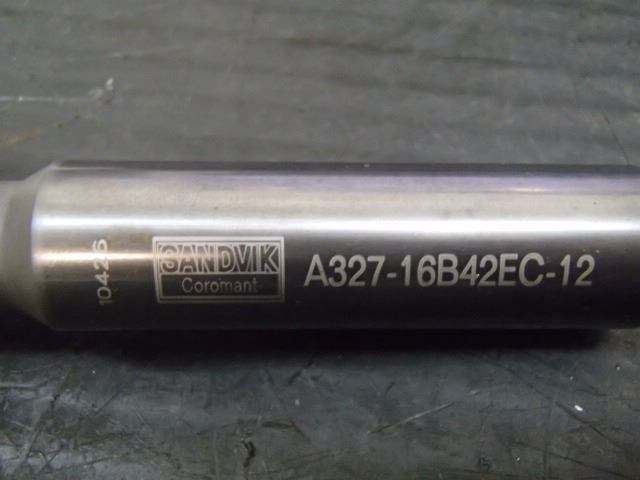 10426
SANDVIK
Coromant
A327-16B42EC-12